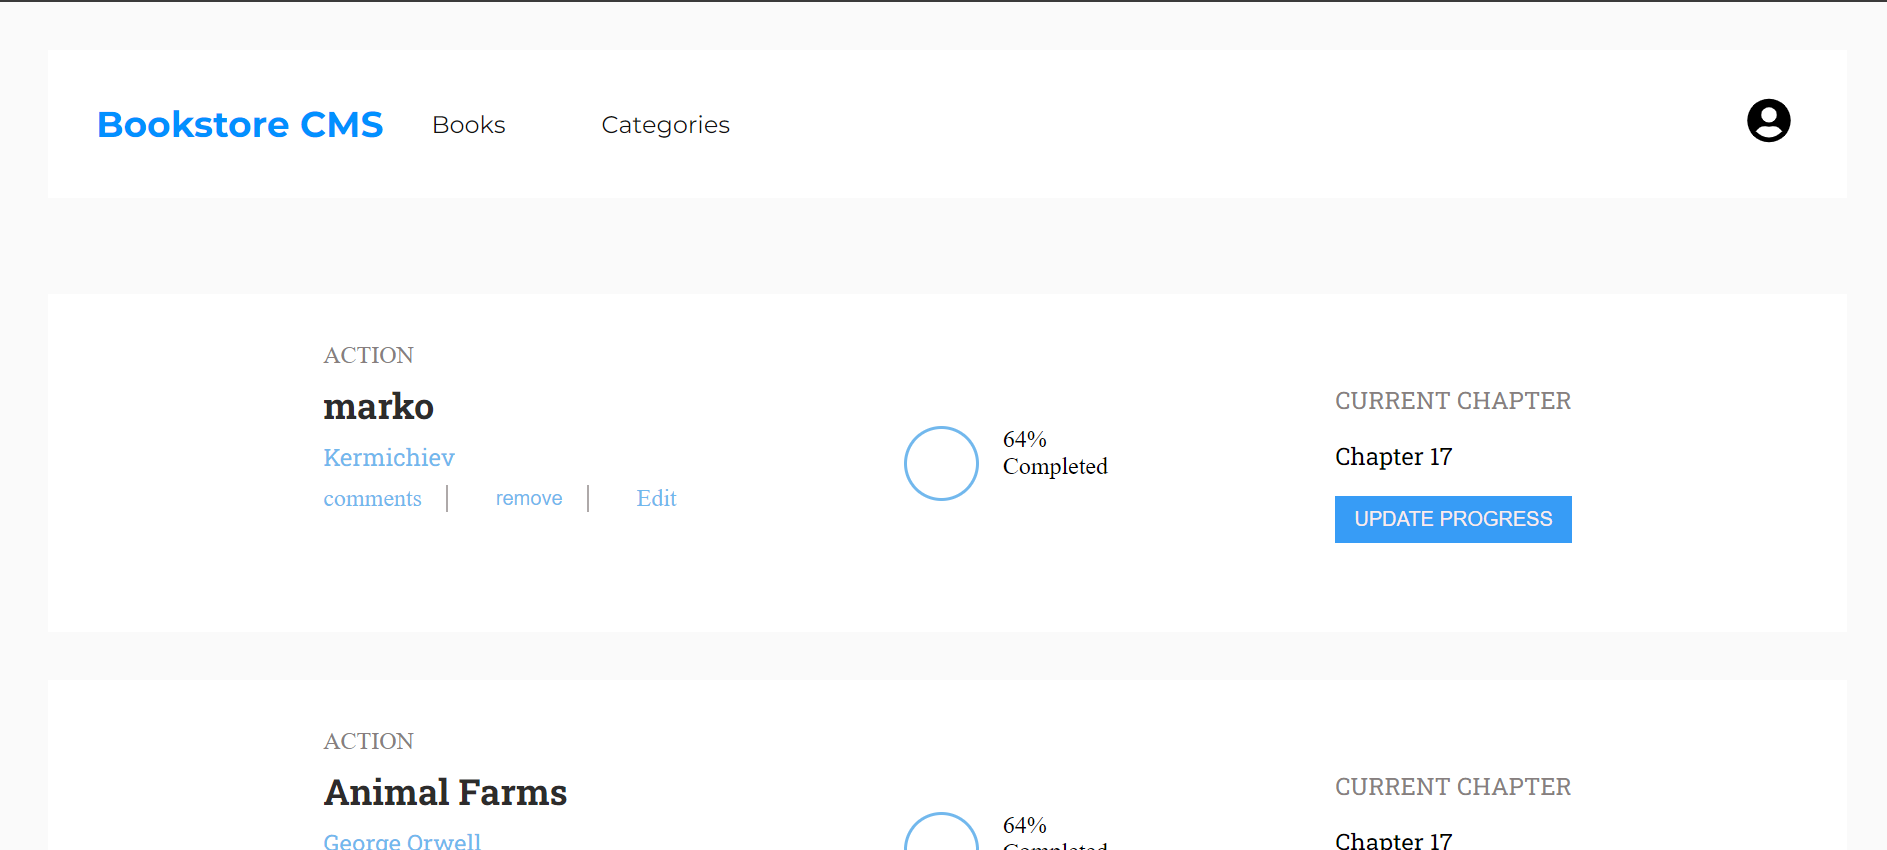 Bookstore CMS Books Categories
ACTION
marko
Kermichiev
comments remove Edit
64%
Completed
CURRENT CHAPTER
Chapter 17
UPDATE PROGRESS
ACTION
Animal Farms
George Orwell
64%
Completed
CURRENT CHAPTER
Chapter 17